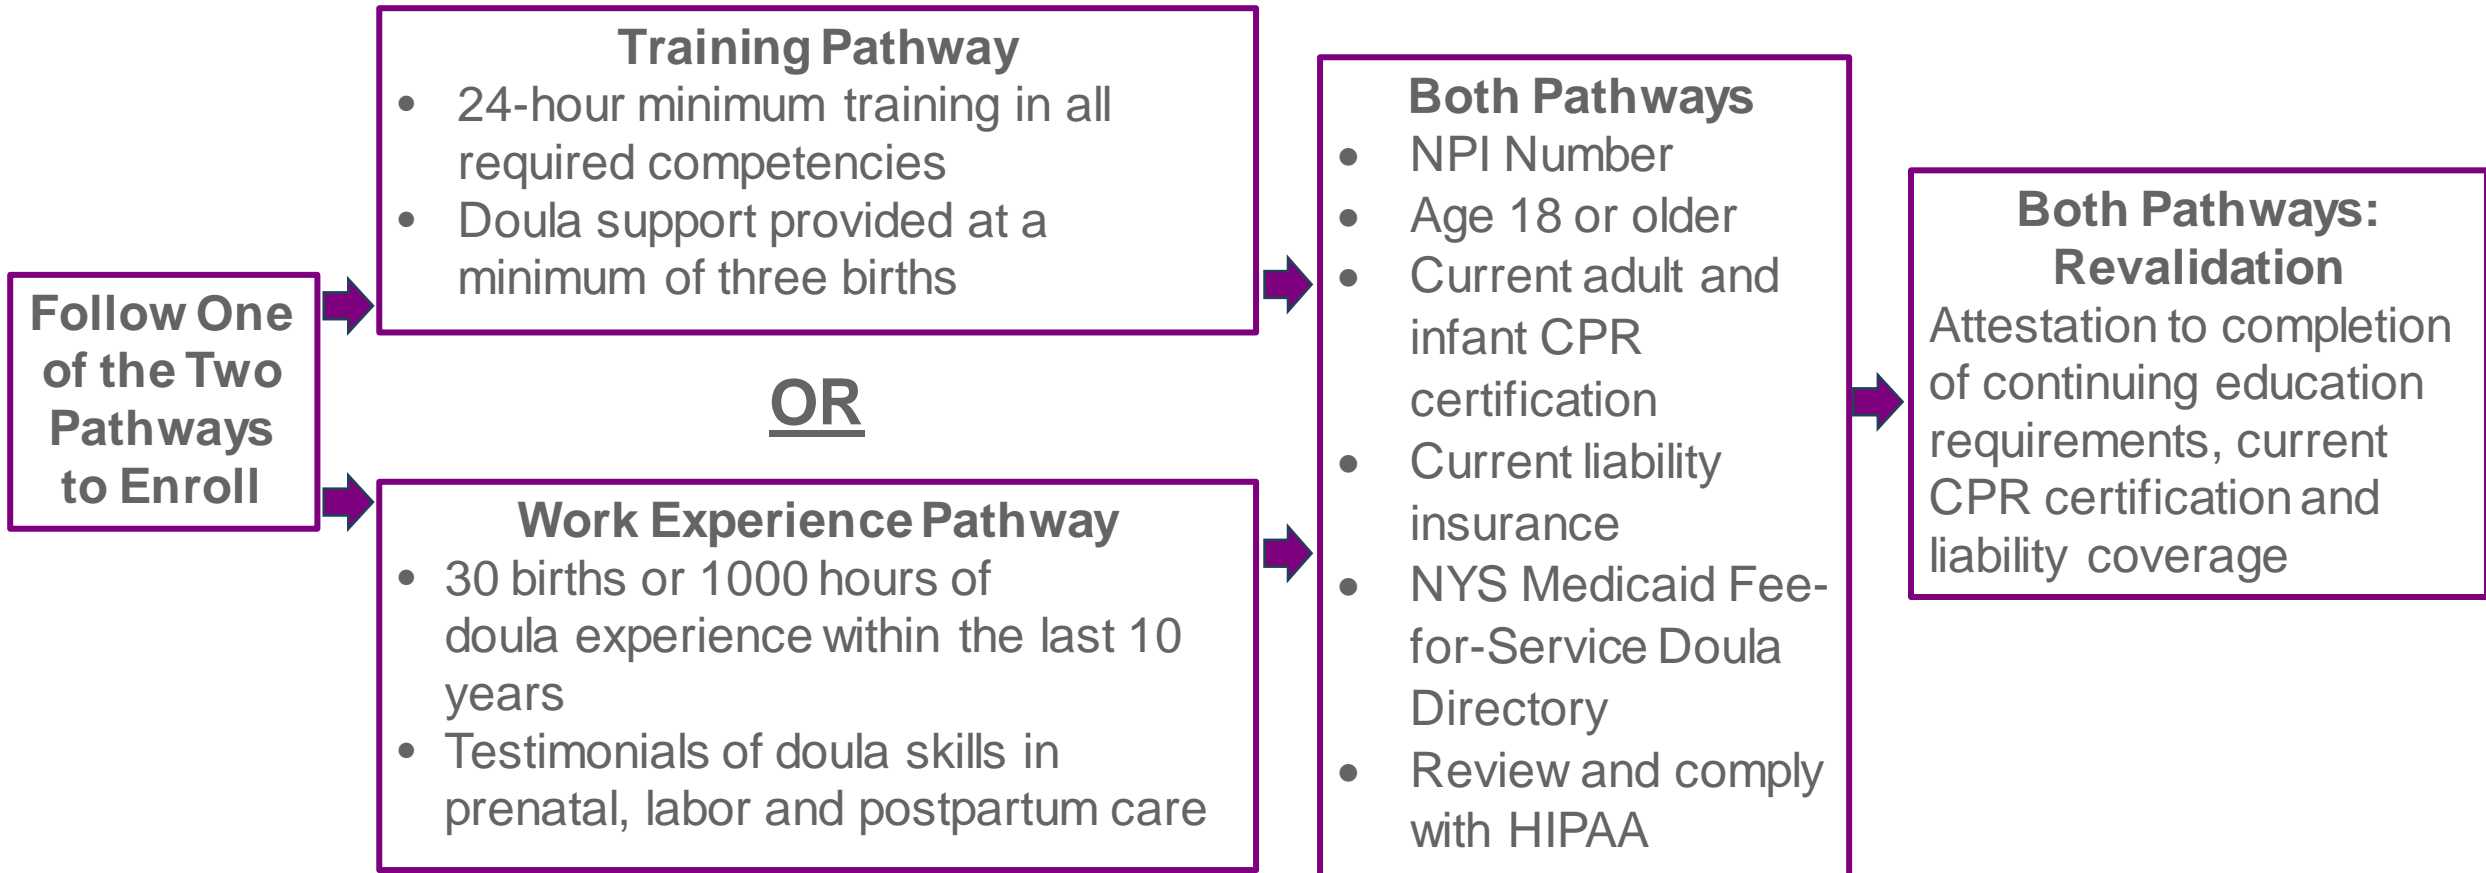 Follow One
of the Two
Pathways
to Enroll
Training Pathway
• 24-hour minimum training in all
required competencies
• Doula support provided at a
minimum of three births
OR
Work Experience Pathway
• 30 births or 1000 hours of
doula experience within the last 10
years
• Testimonials of doula skills in
prenatal, labor and postpartum care
Both Pathways
• NPI Number
• Age 18 or older
• Current adult and
infant CPR
certification
• Current liability
insurance
• NYS Medicaid Fee-
for-Service Doula
Directory
• Review and comply
with HIPAA
Both Pathways:
Revalidation
Attestation to completion
of continuing education
requirements, current
CPR certification and
liability coverage